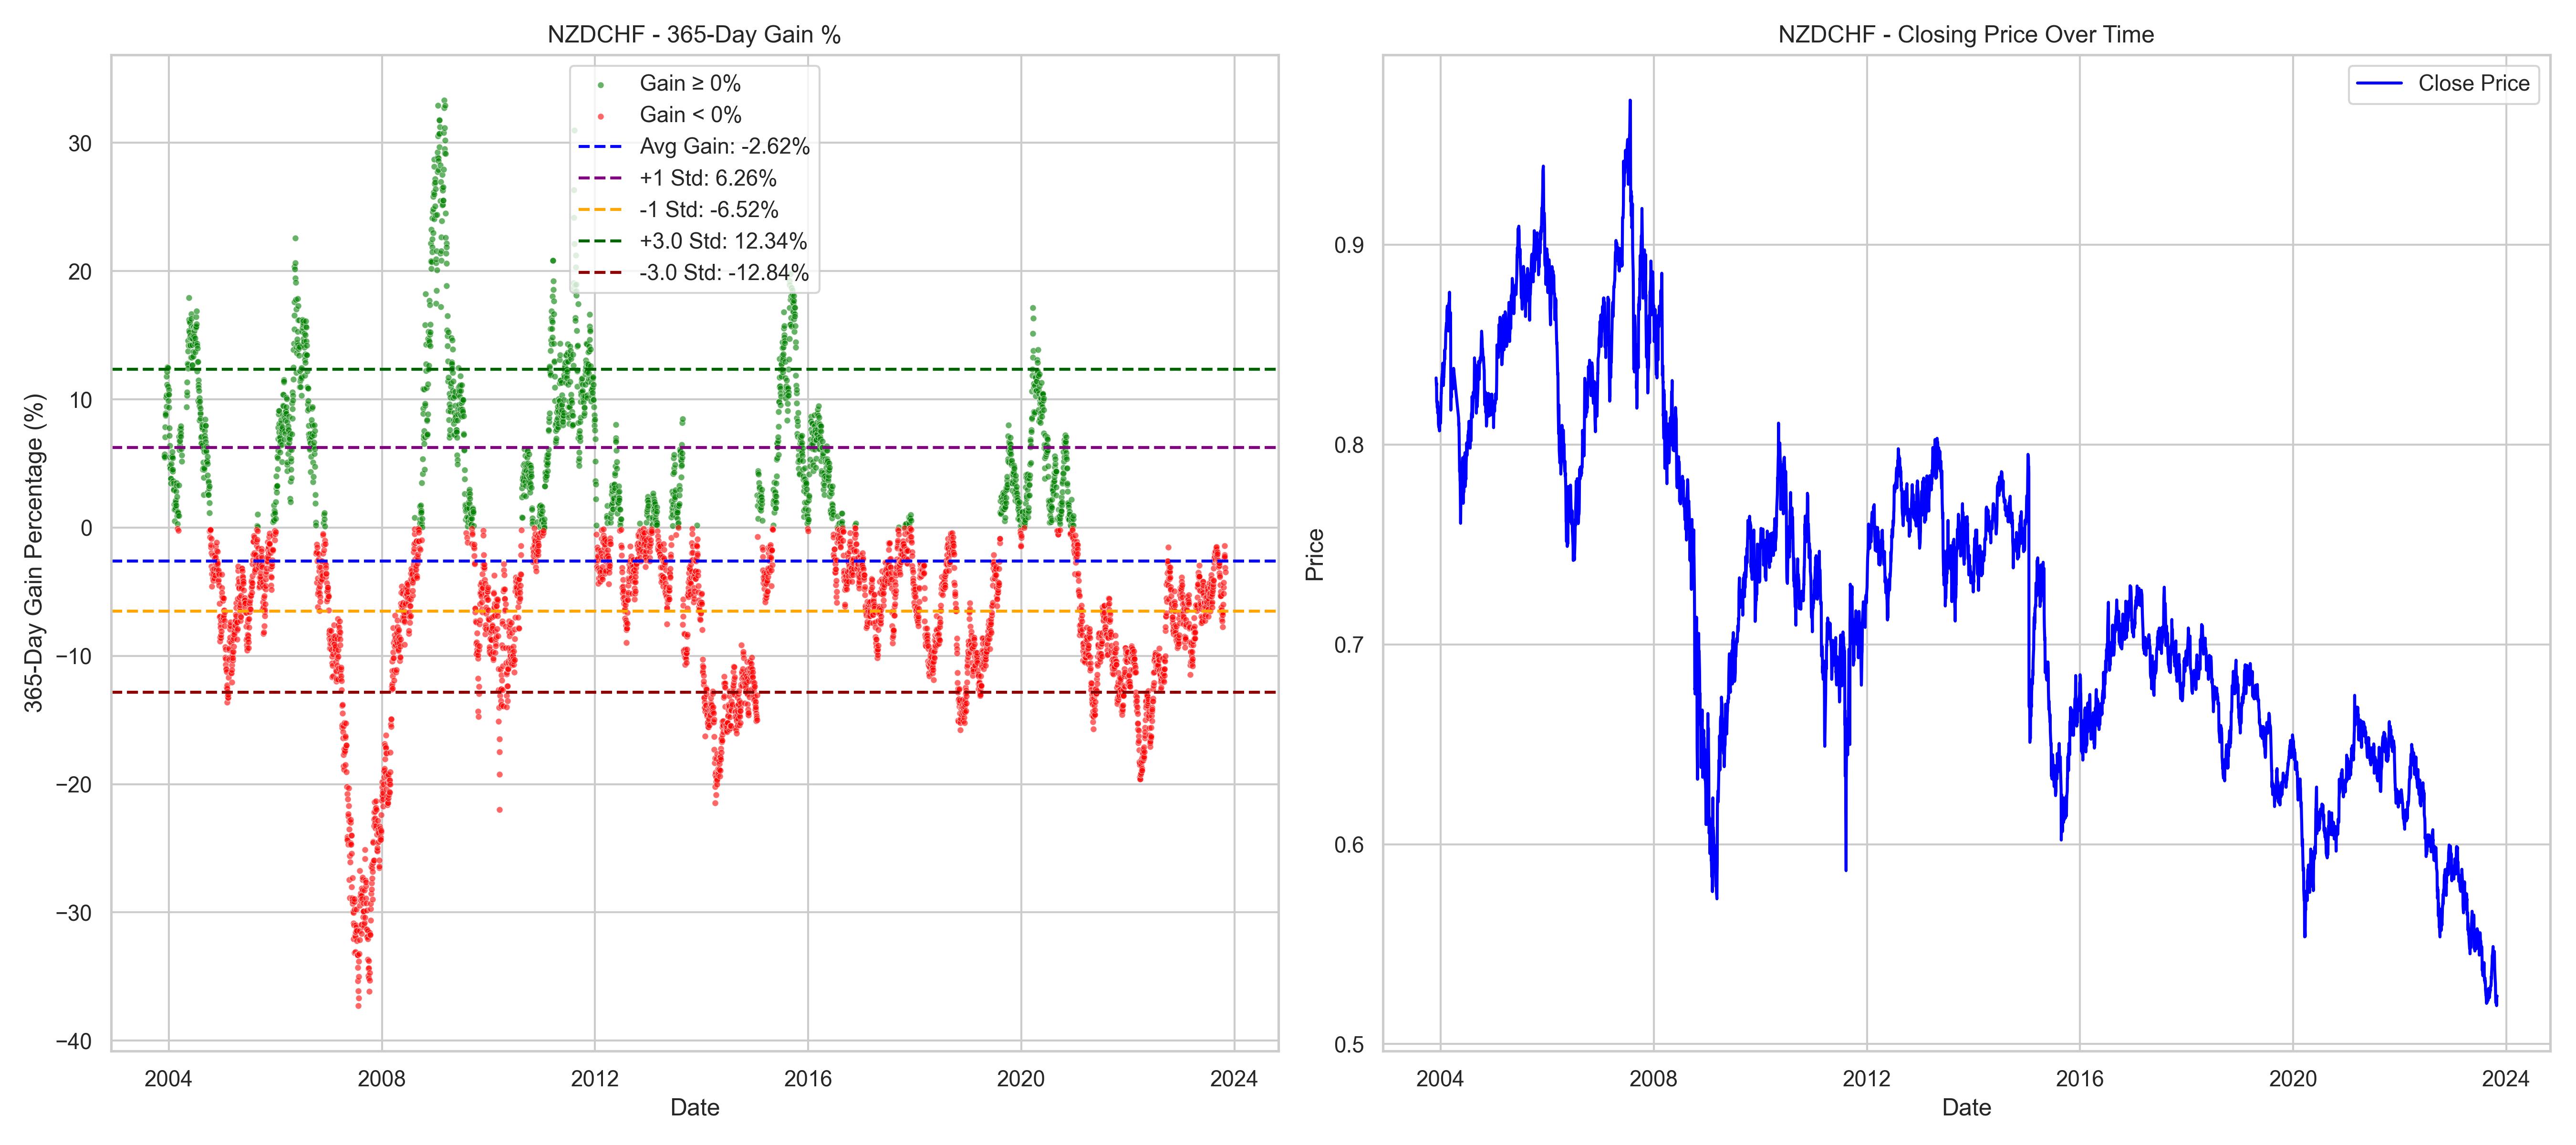 NZDCHF - 365-Day Gain %
Gain ≥ 0%
Gain < 0%
Avg Gain: -2.62%
+1 Std: 6.26%
-1 Std: -6.52%
+3.0 Std: 12.34%
-3.0 Std: -12.84%
365-Day Gain Percentage (%)
30
20
10
0
−10
−20
−30
−40
2004 2008 2012 2016 2020 2024
Date
NZDCHF - Closing Price Over Time
Close Price
Price
0.9
0.8
0.7
0.6
0.5
2004 2008 2012 2016 2020 2024
Date